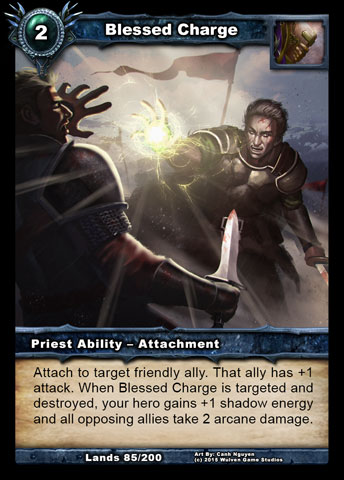 2
Blessed Charge
Priest Ability – Attachment
Attach to target friendly ally. That ally has +1
attack. When Blessed Charge is targeted and
destroyed, your hero gains +1 shadow energy
and all opposing allies take 2 arcane damage.
Lands 85/200
Art By: Canh Nguyen
(c) 2015 Wulven Game Studios